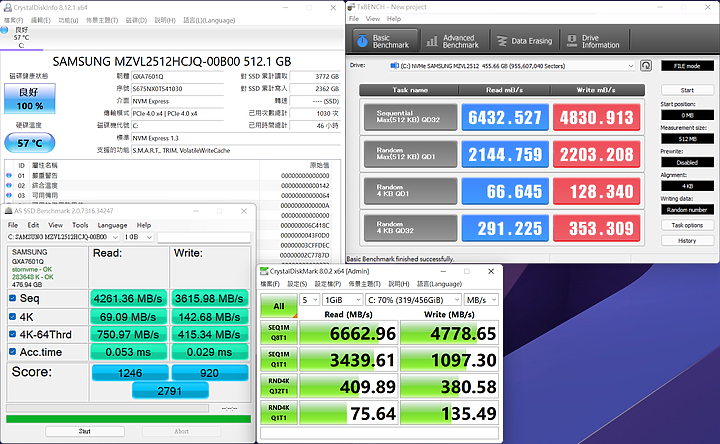 CrystalDiskInfo 8.12.1 x64
檔案(F) 編輯(E) 功能(U) 佈景主題(T) 磁碟(D) 說明(H) 語言(L)(Language)
良好
57 °C
C:
SAMSUNG MZVL2512HCJQ-00B00 512.1 GB
磁碟健康狀態
良好
100 %
硬碟溫度
57 °C
韌體 GXA7601Q
序號 S675NX0T541030
介面 NVM Express
傳輸模式 PCIe 4.0 x4 | PCIe 4.0 x4
磁碟機代號 C:
標準 NVM Express 1.3
支援的功能 S.M.A.R.T., TRIM, VolatileWriteCache
對 SSD 累計讀取 3772 GB
對 SSD 累計寫入 2362 GB
轉速 ---- (SSD)
已用次數總計 1030 次
已用時間總計 46 小時
ID 屬性名稱 原始值
01 嚴重警告 00000000000000
02 綜合溫度 00000000000142
03 可用備用 00000000000064
0000000000000A
00000000000000
0000006C418C
00000043F0D0
000003CFFDEC
000002C7787D
TxBENCH - New project
File View Help
Basic Benchmark
Advanced Benchmark
Data Erasing
Drive Information
Drive: (C:) NVMe SAMSUNG MZVL2512 455.66 GB (955,607,040 Sectors)
FILE mode
Task name Read mB/s Write mB/s
Sequential
Max(512 KB) QD32 6432.527 4830.913
Random
Max(512 KB) QD1 2144.759 2203.208
Random
4 KB QD1 66.645 128.340
Random
4 KB QD32 291.225 353.309
Start
Start position:
0 MB
Measurement size:
512 MB
Prewrite:
Disabled
Alignment:
4 KB
Writing data:
Random number
Task options
History
Basic Benchmark finished successfully.
AS SSD Benchmark 2.0.7316.34247
File Edit View Tools Language Help
C: SAMSUNG MZVL2512HCJQ-00B00 1 GB
SAMSUNG
GXA7601Q
stornvme - OK
283648 K - OK
476.94 GB
Read: Write:
Seq 4261.36 MB/s 3615.98 MB/s
4K 69.09 MB/s 142.68 MB/s
4K-64Thrd 750.97 MB/s 415.34 MB/s
Acc.time 0.053 ms 0.029 ms
Score: 1246 920
2791
--:--:--
Start Abort
CrystalDiskMark 8.0.2 x64 [Admin]
檔案(F) 設定(S) 設定檔(P) 佈景主題(T) 說明(H) 語言(L)(Language)
All 5 1GiB C: 70% (319/456GiB) MB/s
Read (MB/s) Write (MB/s)
SEQ1M
Q8T1 6662.96 4778.65
SEQ1M
Q1T1 3439.61 1097.30
RND4K
Q32T1 409.89 380.58
RND4K
Q1T1 75.64 135.49